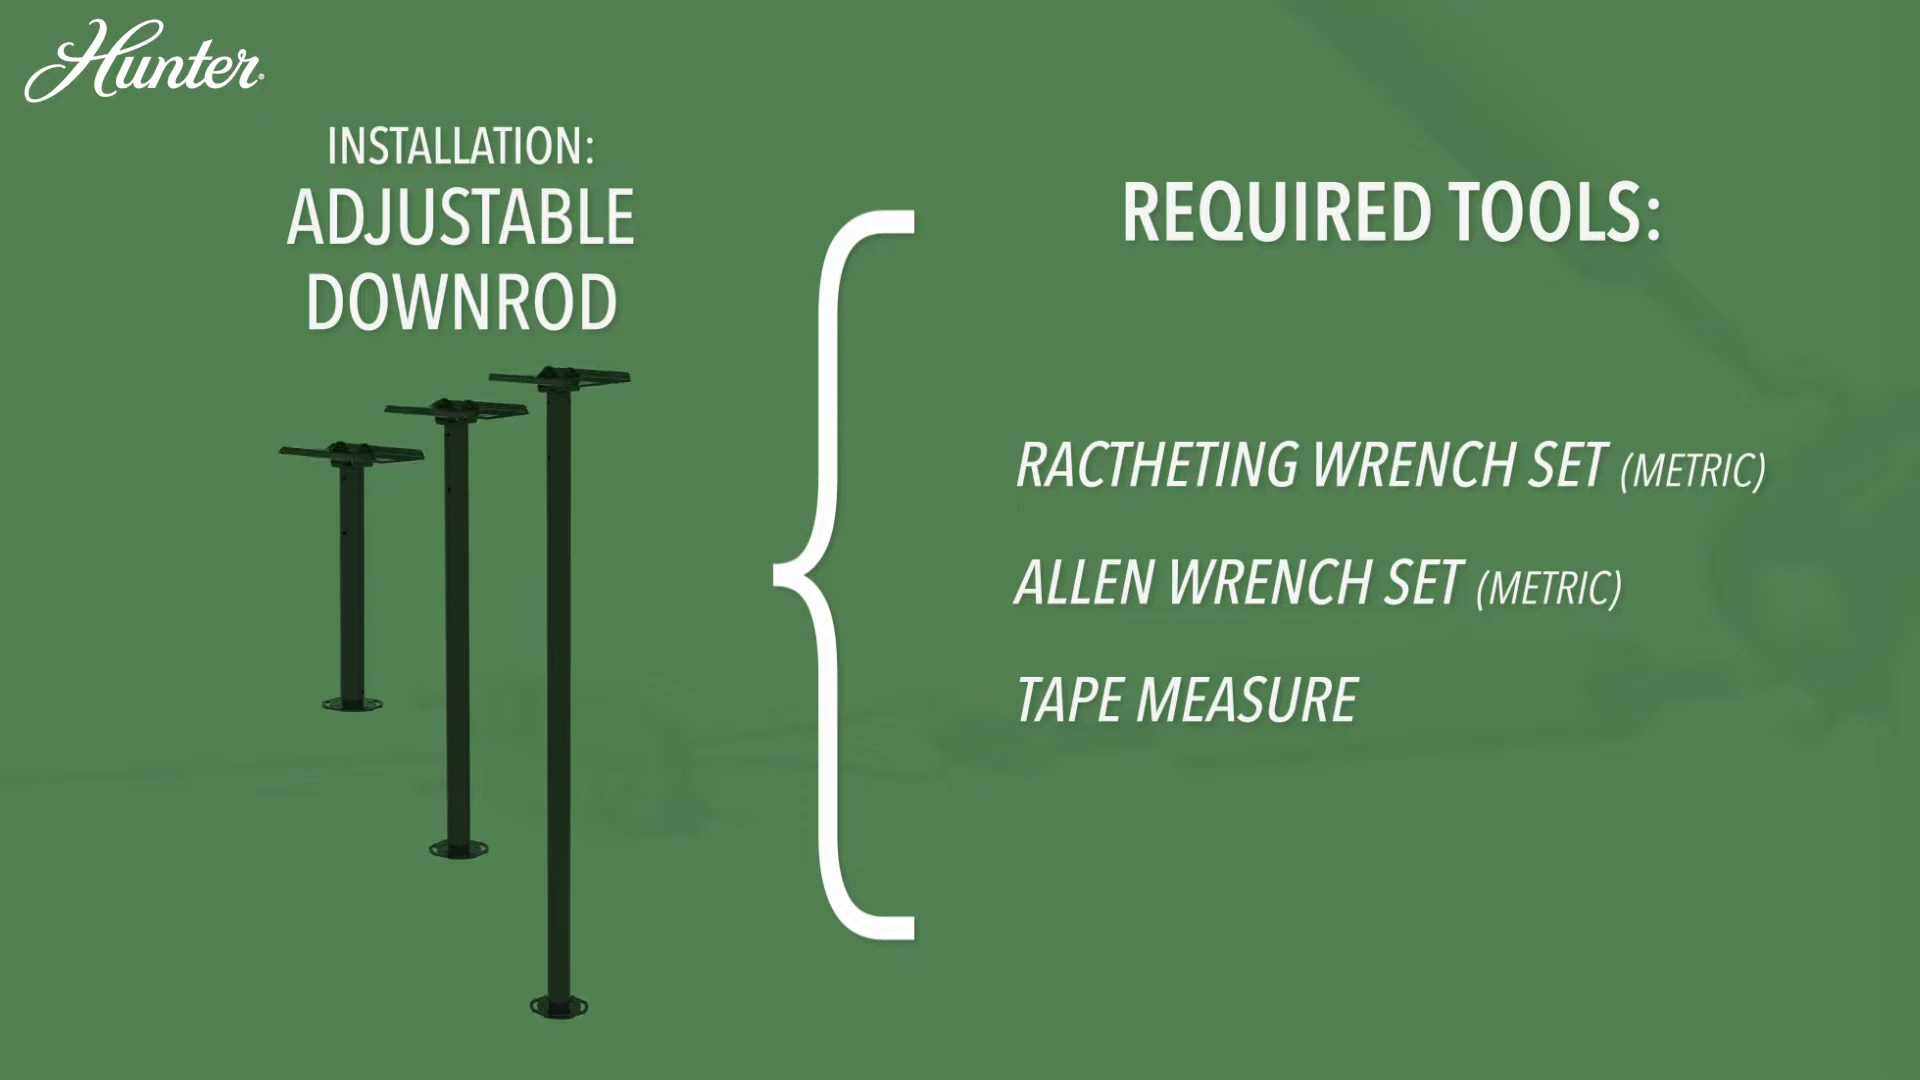 Hunter®
INSTALLATION:
ADJUSTABLE
DOWNROD
REQUIRED TOOLS:
RACTHETING WRENCH SET (METRIC)
ALLEN WRENCH SET (METRIC)
TAPE MEASURE